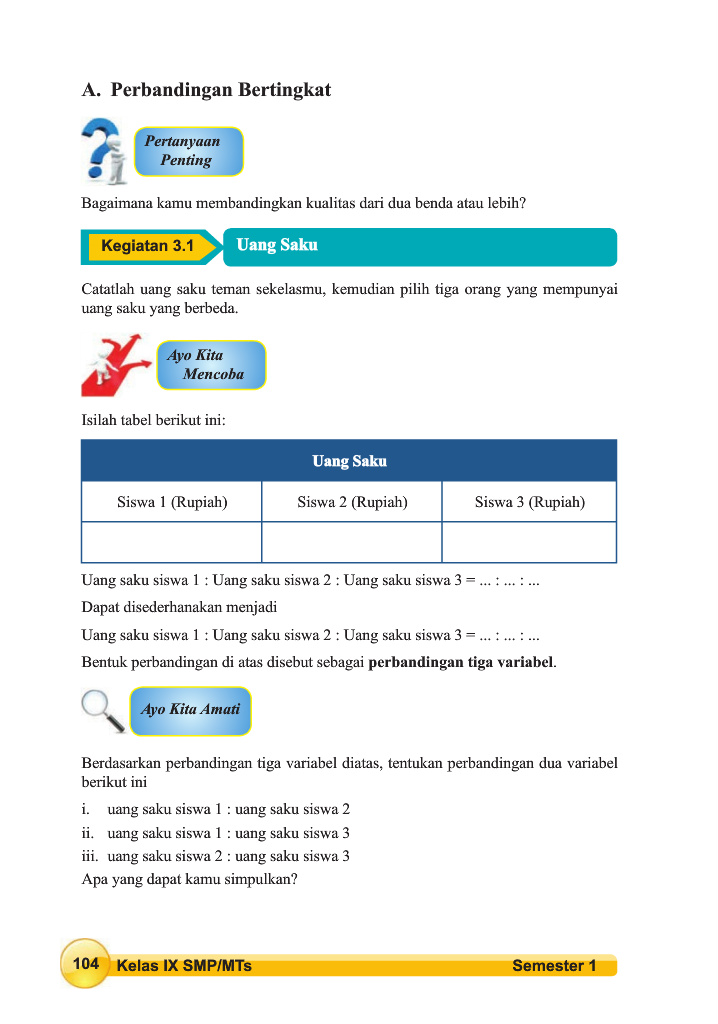 A. Perbandingan Bertingkat
Pertanyaan
Penting
Bagaimana kamu membandingkan kualitas dari dua benda atau lebih?
Kegiatan 3.1 Uang Saku
Catatlah uang saku teman sekelasmu, kemudian pilih tiga orang yang mempunyai
uang saku yang berbeda.
Ayo Kita
Mencoba
Isilah tabel berikut ini:
Uang Saku
Siswa 1 (Rupiah) Siswa 2 (Rupiah) Siswa 3 (Rupiah)
Uang saku siswa 1 : Uang saku siswa 2 : Uang saku siswa 3 = ... : ... : ...
Dapat disederhanakan menjadi
Uang saku siswa 1 : Uang saku siswa 2 : Uang saku siswa 3 = ... : ... : ...
Bentuk perbandingan di atas disebut sebagai perbandingan tiga variabel.
Ayo Kita Amati
Berdasarkan perbandingan tiga variabel diatas, tentukan perbandingan dua variabel
berikut ini
i. uang saku siswa 1 : uang saku siswa 2
ii. uang saku siswa 1 : uang saku siswa 3
iii. uang saku siswa 2 : uang saku siswa 3
Apa yang dapat kamu simpulkan?
104 Kelas IX SMP/MTs Semester 1